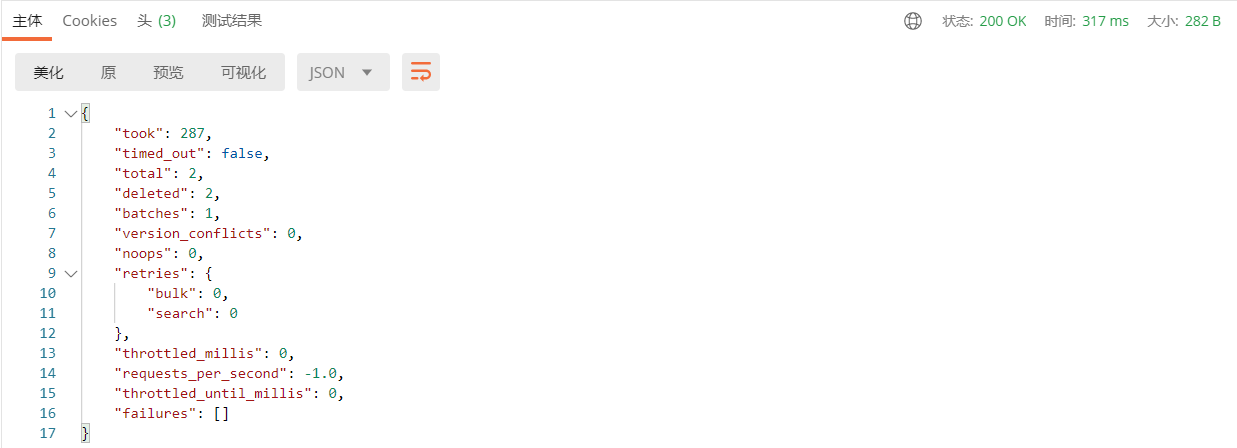 主体 Cookies 头 (3) 测试结果 状态: 200 OK 时间: 317 ms 大小: 282 B
美化 原 预览 可视化 JSON
1 {
2 "took": 287,
3 "timed_out": false,
4 "total": 2,
5 "deleted": 2,
6 "batches": 1,
7 "version_conflicts": 0,
8 "noops": 0,
9 "retries": {
10 "bulk": 0,
11 "search": 0
12 },
13 "throttled_millis": 0,
14 "requests_per_second": -1.0,
15 "throttled_until_millis": 0,
16 "failures": []
17 }